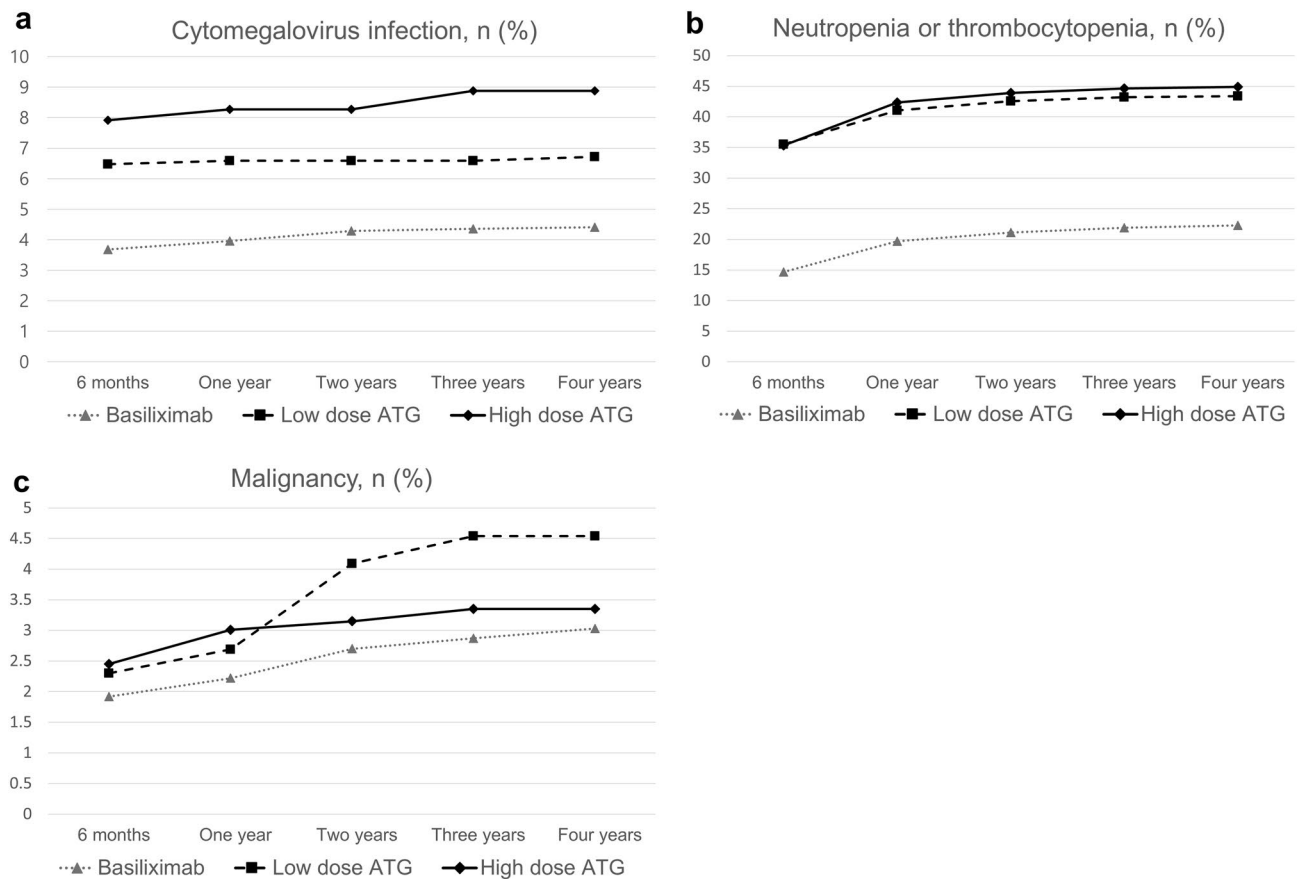 a
Cytomegalovirus infection, n (%)
10
9
8
7
6
5
4
3
2
1
0
6 months One year Two years Three years Four years
Basiliximab Low dose ATG High dose ATG
b
Neutropenia or thrombocytopenia, n (%)
50
45
40
35
30
25
20
15
10
5
0
6 months One year Two years Three years Four years
Basiliximab Low dose ATG High dose ATG
c
Malignancy, n (%)
5
4.5
4
3.5
3
2.5
2
1.5
1
0.5
0
6 months One year Two years Three years Four years
Basiliximab Low dose ATG High dose ATG